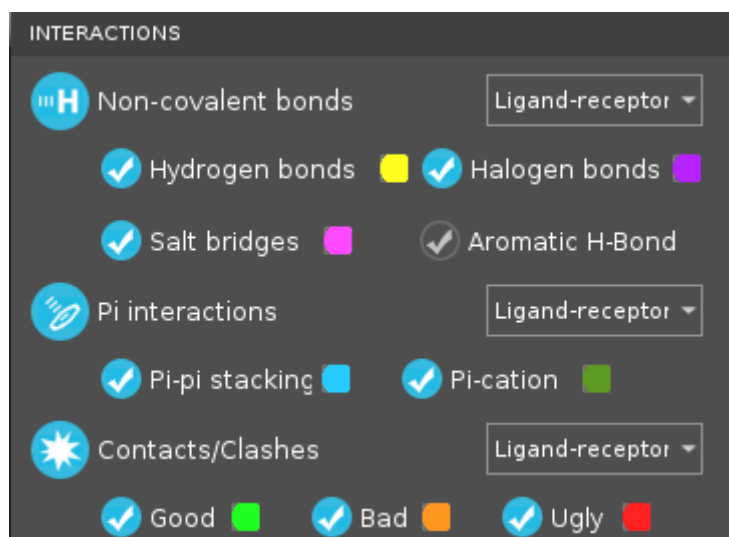 INTERACTIONS
H Non-covalent bonds Ligand-receptor
Hydrogen bonds Halogen bonds
Salt bridges Aromatic H-Bond
Pi interactions Ligand-receptor
Pi-pi stacking Pi-cation
Contacts/Clashes Ligand-receptor
Good Bad Ugly